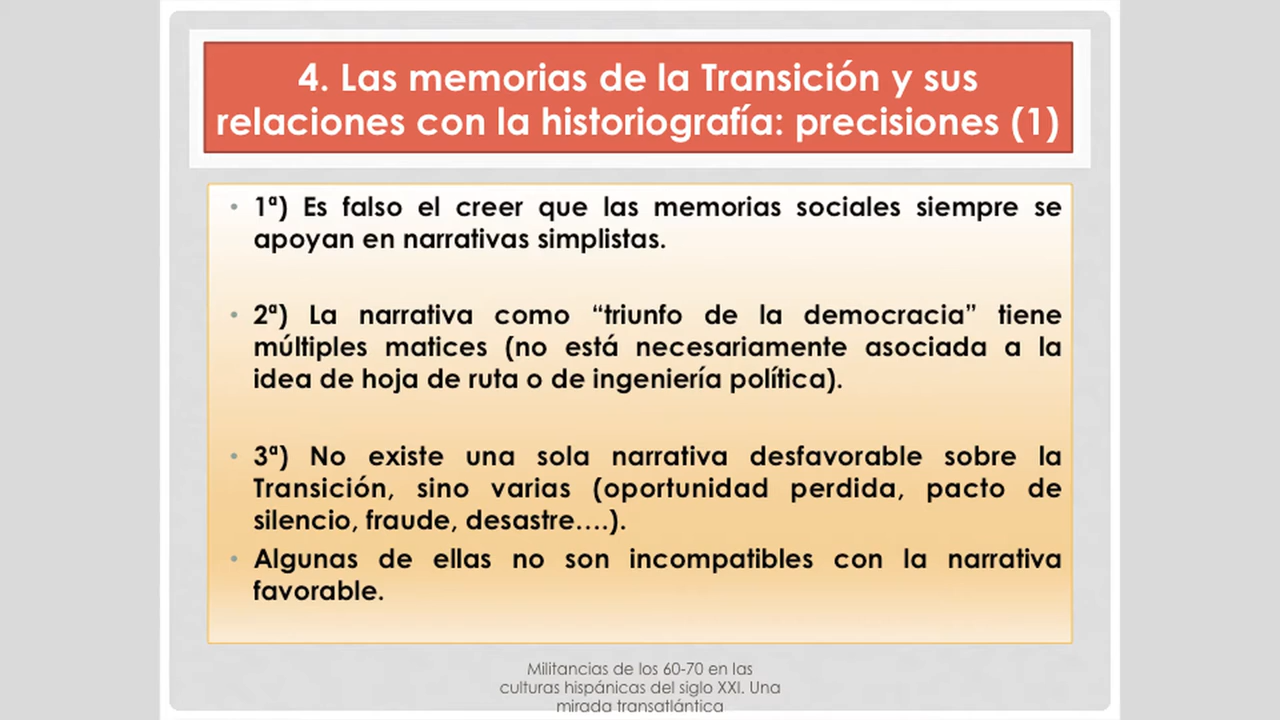 4. Las memorias de la Transición y sus
relaciones con la historiografía: precisiones (1)
• 1ª) Es falso el creer que las memorias sociales siempre se
apoyan en narrativas simplistas.
• 2ª) La narrativa como “triunfo de la democracia” tiene
múltiples matices (no está necesariamente asociada a la
idea de hoja de ruta o de ingeniería política).
• 3ª) No existe una sola narrativa desfavorable sobre la
Transición, sino varias (oportunidad perdida, pacto de
silencio, fraude, desastre….).
• Algunas de ellas no son incompatibles con la narrativa
favorable.
Militancias de los 60-70 en las
culturas hispánicas del siglo XXI. Una
mirada transatlántica